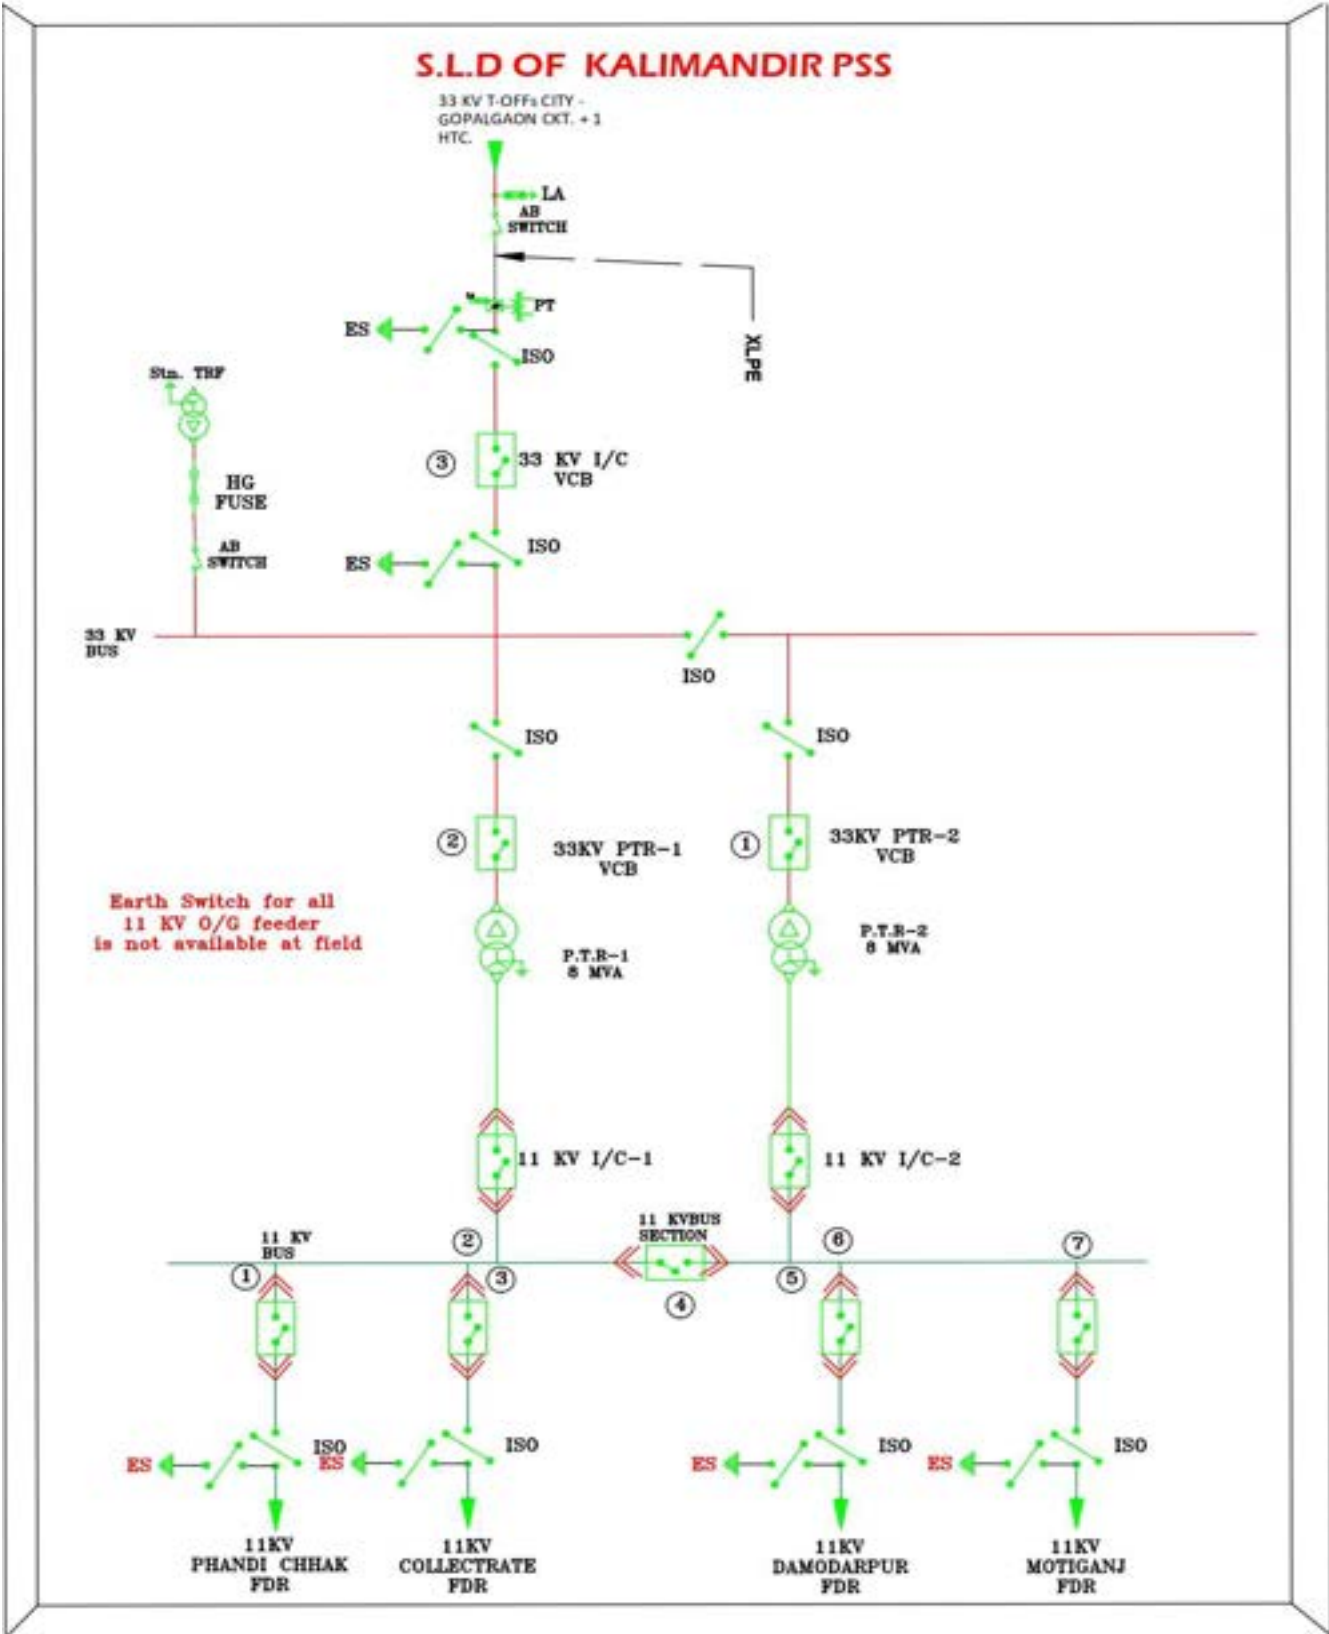 S.L.D OF KALIMANDIR PSS
33 KV T-OFFs CITY -
GOPALGAON CKT. + 1
HTC.
LA
AB
SWITCH
PT
ES
ISO
XLPE
Stn. TRF
3
33 KV I/C
VCB
HG
FUSE
ISO
AB
SWITCH
ES
33 KV
BUS
ISO
ISO
ISO
2
33KV PTR-1
VCB
1
33KV PTR-2
VCB
Earth Switch for all
11 KV O/G feeder
is not available at field
P.T.R-1
8 MVA
P.T.R-2
8 MVA
11 KV I/C-1
11 KV I/C-2
11 KV
BUS
11 KVBUS
SECTION
1
2
3
4
5
6
7
ES
ISO
ES
ISO
ES
ISO
ES
ISO
11KV
PHANDI CHHAK
FDR
11KV
COLLECTRATE
FDR
11KV
DAMODARPUR
FDR
11KV
MOTIGANJ
FDR